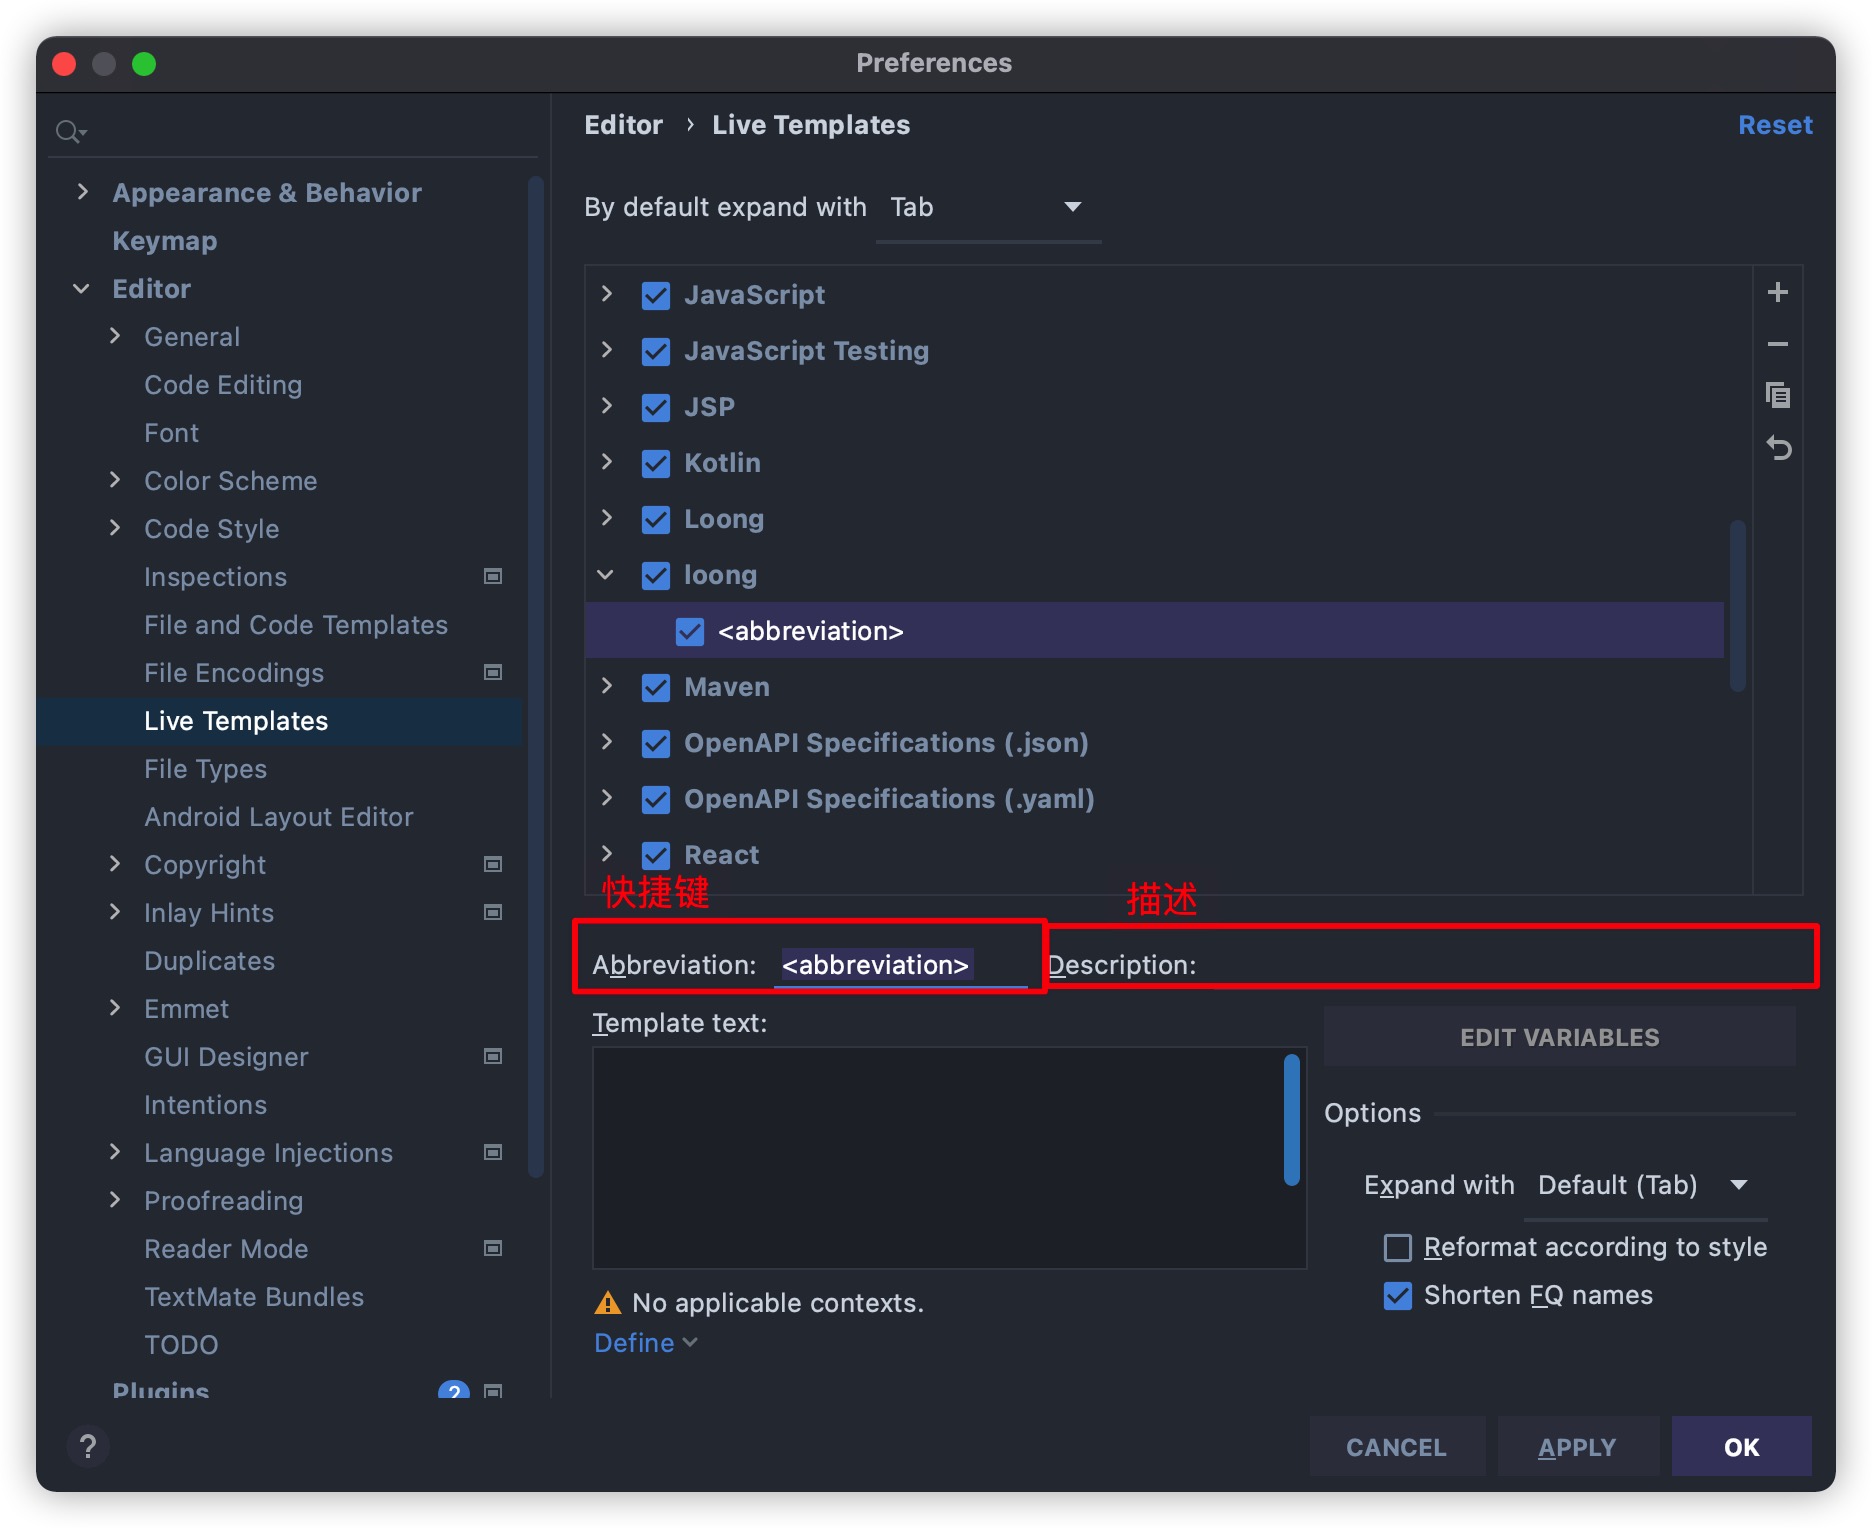 Preferences
Editor › Live Templates
Reset
Appearance & Behavior
Keymap
Editor
General
Code Editing
Font
Color Scheme
Code Style
Inspections
File and Code Templates
File Encodings
Live Templates
File Types
Android Layout Editor
Copyright
Inlay Hints
Duplicates
Emmet
GUI Designer
Intentions
Language Injections
Proofreading
Reader Mode
TextMate Bundles
TODO
Plugins 2
By default expand with Tab
JavaScript
JavaScript Testing
JSP
Kotlin
Loong
loong
<abbreviation>
Maven
OpenAPI Specifications (.json)
OpenAPI Specifications (.yaml)
React
快捷键 描述
Abbreviation: <abbreviation> Description:
Template text:
EDIT VARIABLES
Options
Expand with Default (Tab)
Reformat according to style
Shorten FQ names
No applicable contexts.
Define
?
CANCEL APPLY OK